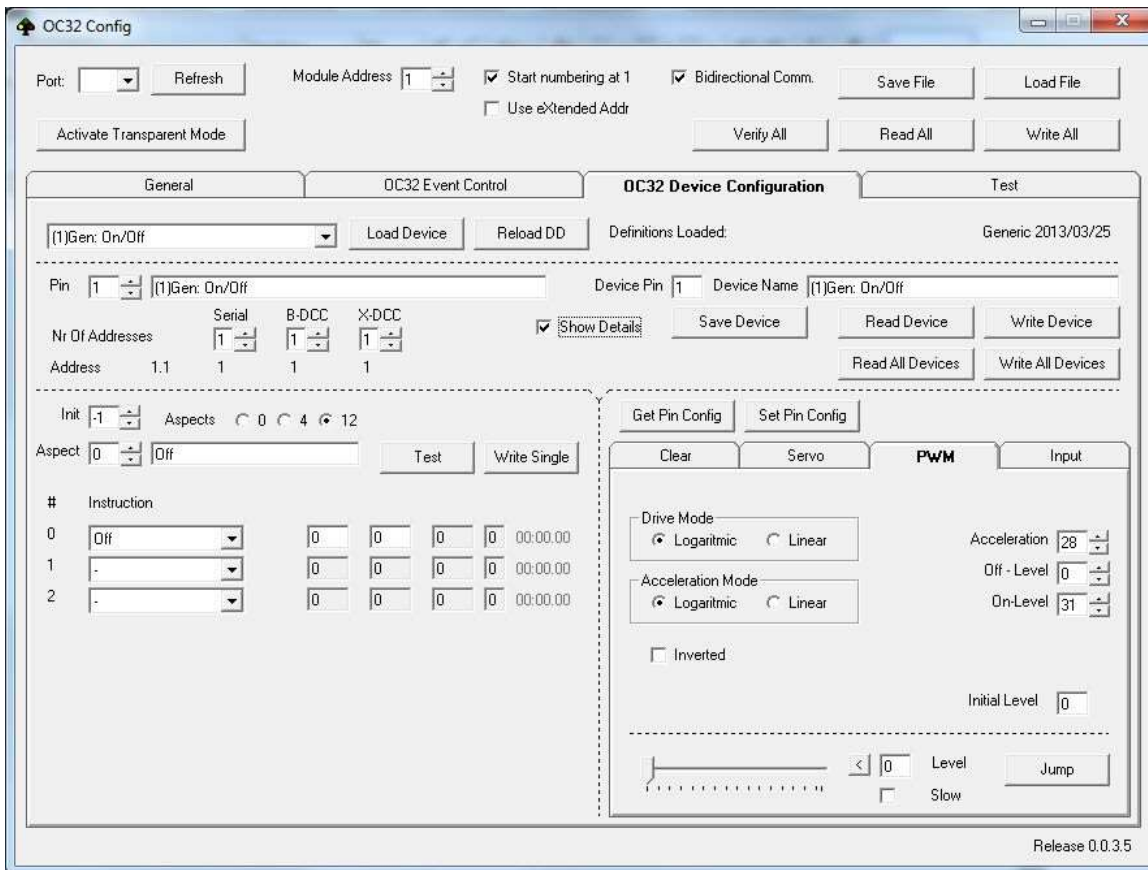 OC32 Config
Port: Refresh Module Address 1 Start numbering at 1 Bidirectional Comm. Save File Load File
Use eXtended Addr
Activate Transparent Mode Verify All Read All Write All
General OC32 Event Control OC32 Device Configuration Test
(1)Gen: On/Off Load Device Reload DD Definitions Loaded: Generic 2013/03/25
Pin 1 (1)Gen: On/Off Device Pin 1 Device Name (1)Gen: On/Off
Serial B-DCC X-DCC
Nr Of Addresses 1 1 1 Show Details Save Device Read Device Write Device
Address 1.1 1 1 1 Read All Devices Write All Devices
Init -1 Aspects 0 4 12 Get Pin Config Set Pin Config
Aspect 0 Off Test Write Single
Clear Servo PWM Input
# Instruction
0 Off 0 0 0 0 00:00.00
1 - 0 0 0 0 00:00.00
2 - 0 0 0 0 00:00.00
Drive Mode
Logaritmic Linear
Acceleration 28
Off - Level 0
Acceleration Mode
Logaritmic Linear
On-Level 31
Inverted
Initial Level 0
< 0 Level Jump
Slow
Release 0.0.3.5